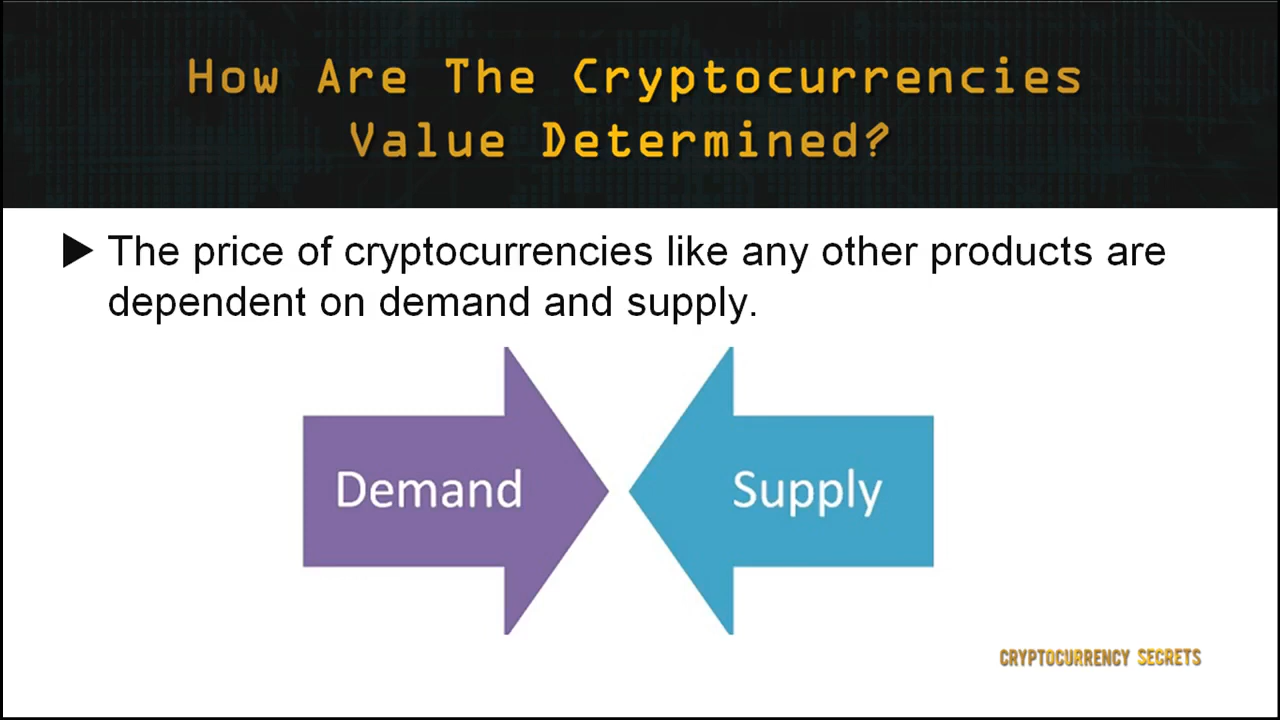 How Are The Cryptocurrencies
Value Determined?
▶ The price of cryptocurrencies like any other products are
dependent on demand and supply.
Demand
Supply
CRYPTOCURRENCY SECRETS